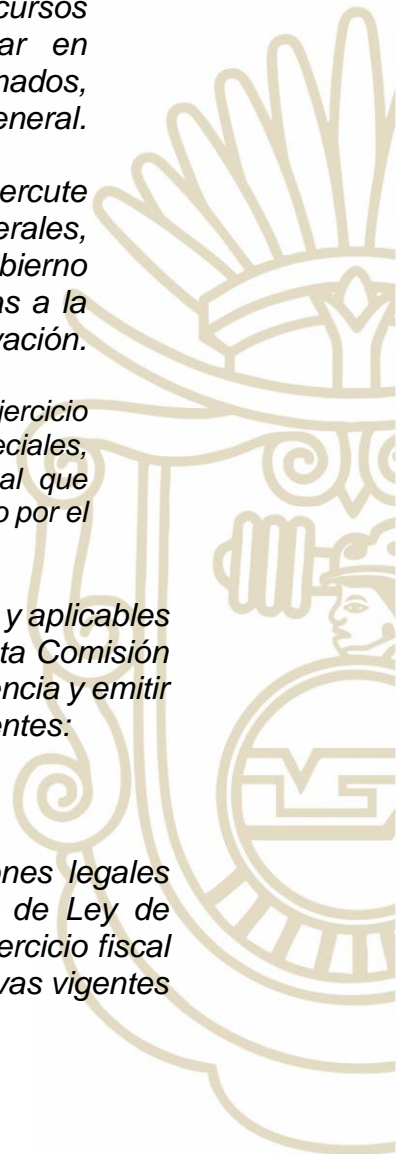 cursos
ar en
nados,
eneral.
ercute
erales,
bierno
as a la
vación.
jercicio
eciales,
al que
o por el
y aplicables
ta Comisión
encia y emitir
entes:
nes legales
de Ley de
ercicio fiscal
vas vigentes